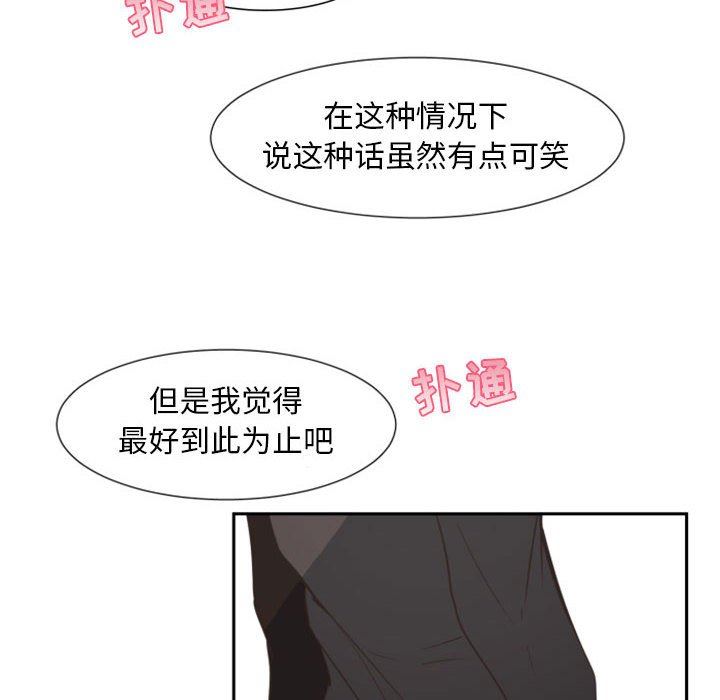 扑通
在这种情况下
说这种话虽然有点可笑
扑通
但是我觉得
最好到此为止吧